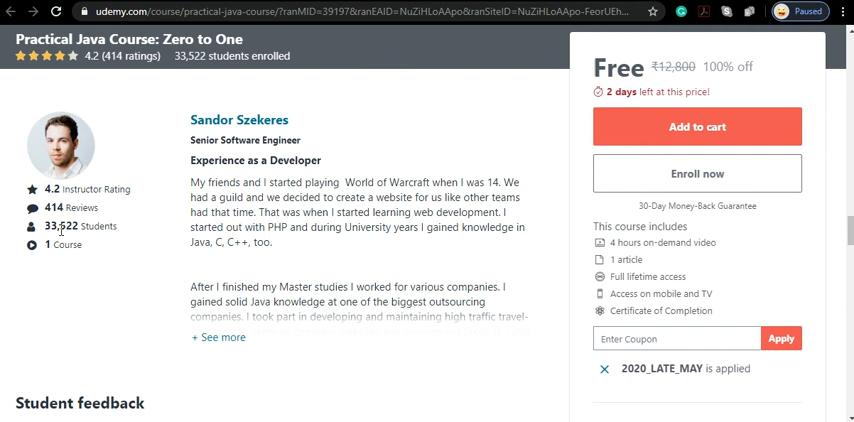 udemy.com/course/practical-java-course/?ranMID=39197&ranEAID=NuZiHLoAApo&ranSiteID=NuZiHLoAApo-FeorUEh...
Paused
Practical Java Course: Zero to One
4.2 (414 ratings) 33,522 students enrolled
Sandor Szekeres
Senior Software Engineer
Experience as a Developer
My friends and I started playing World of Warcraft when I was 14. We
had a guild and we decided to create a website for us like other teams
had that time. That was when I started learning web development. I
started out with PHP and during University years I gained knowledge in
Java, C, C++, too.
After I finished my Master studies I worked for various companies. I
gained solid Java knowledge at one of the biggest outsourcing
companies. I took part in developing and maintaining high traffic travel-
+ See more
4.2 Instructor Rating
414 Reviews
33,522 Students
1 Course
Student feedback
Free ₹12,800 100% off
2 days left at this price!
Add to cart
Enroll now
30-Day Money-Back Guarantee
This course includes
4 hours on-demand video
1 article
Full lifetime access
Access on mobile and TV
Certificate of Completion
Enter Coupon
Apply
2020_LATE_MAY is applied